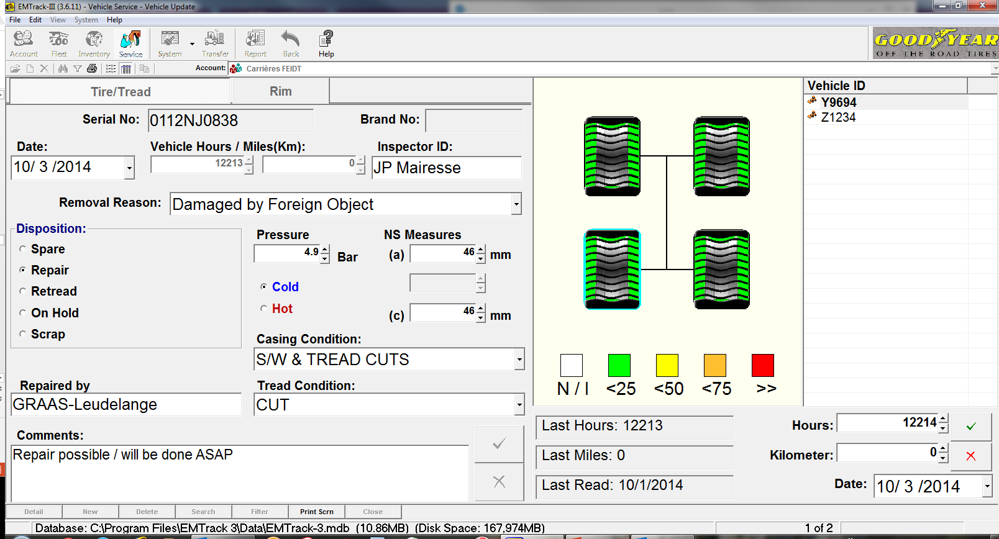 EMTrack-III (3.6.11) - Vehicle Service - Vehicle Update
File Edit View System Help
Account Fleet Inventory Service System Transfer Report Back Help
GOODYEAR
OFF THE ROAD TIRES
Account: Carrières FEIDT
Tire/Tread Rim
Serial No: 0112NJ0838 Brand No:
Date: Vehicle Hours / Miles(Km): Inspector ID:
10/ 3 /2014 12213 0 JP Mairesse
Removal Reason: Damaged by Foreign Object
Disposition:
Spare
Repair
Retread
On Hold
Scrap
Pressure NS Measures
4.9 Bar (a) 46 mm
Cold
Hot
(c) 46 mm
Casing Condition:
S/W & TREAD CUTS
Repaired by Tread Condition:
GRAAS-Leudelange CUT
Comments:
Repair possible / will be done ASAP
N / I <25 <50 <75 >>
Vehicle ID
Y9694
Z1234
Last Hours: 12213
Last Miles: 0
Last Read: 10/1/2014
Hours: 12214
Kilometer: 0
Date: 10/ 3 /2014
Detail New Delete Search Filter Print Scrn Close
Database: C:\Program Files\EMTrack 3\Data\EMTrack-3.mdb (10.86MB) (Disk Space: 167,974MB) 1 of 2